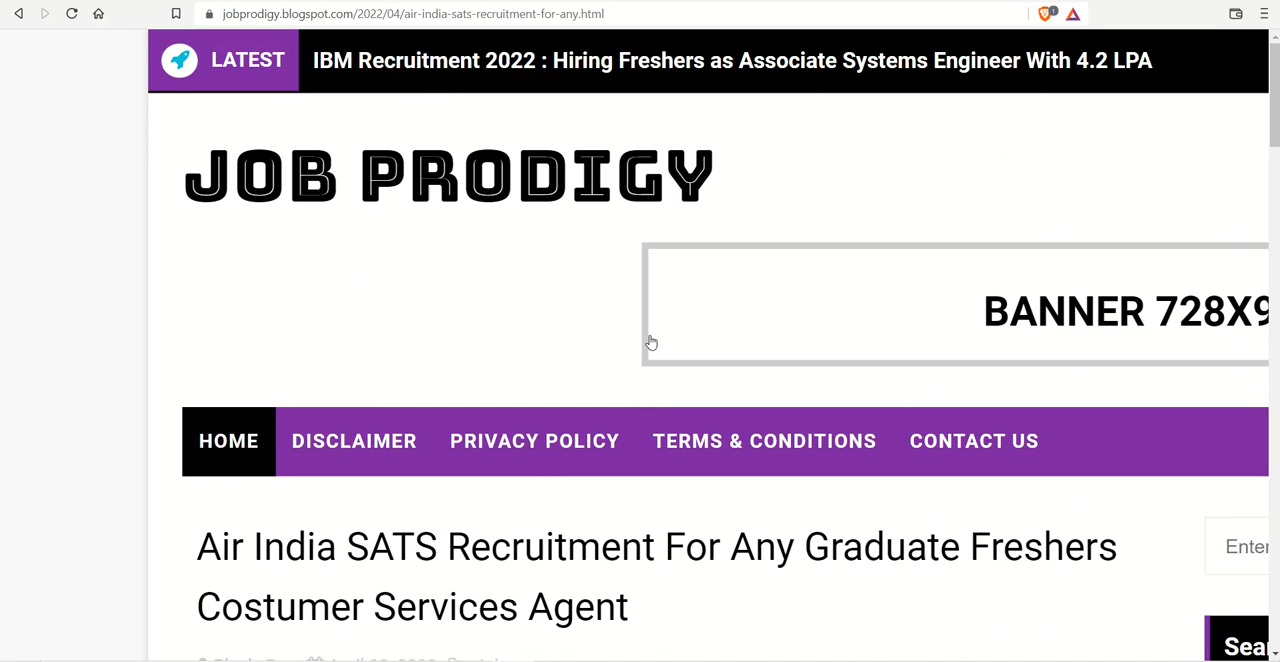 jobprodigy.blogspot.com/2022/04/air-india-sats-recruitment-for-any.html
1
LATEST
IBM Recruitment 2022 : Hiring Freshers as Associate Systems Engineer With 4.2 LPA
JOB PRODIGY
BANNER 728X9
HOME DISCLAIMER PRIVACY POLICY TERMS & CONDITIONS CONTACT US
Air India SATS Recruitment For Any Graduate Freshers
Costumer Services Agent
Enter
Sea